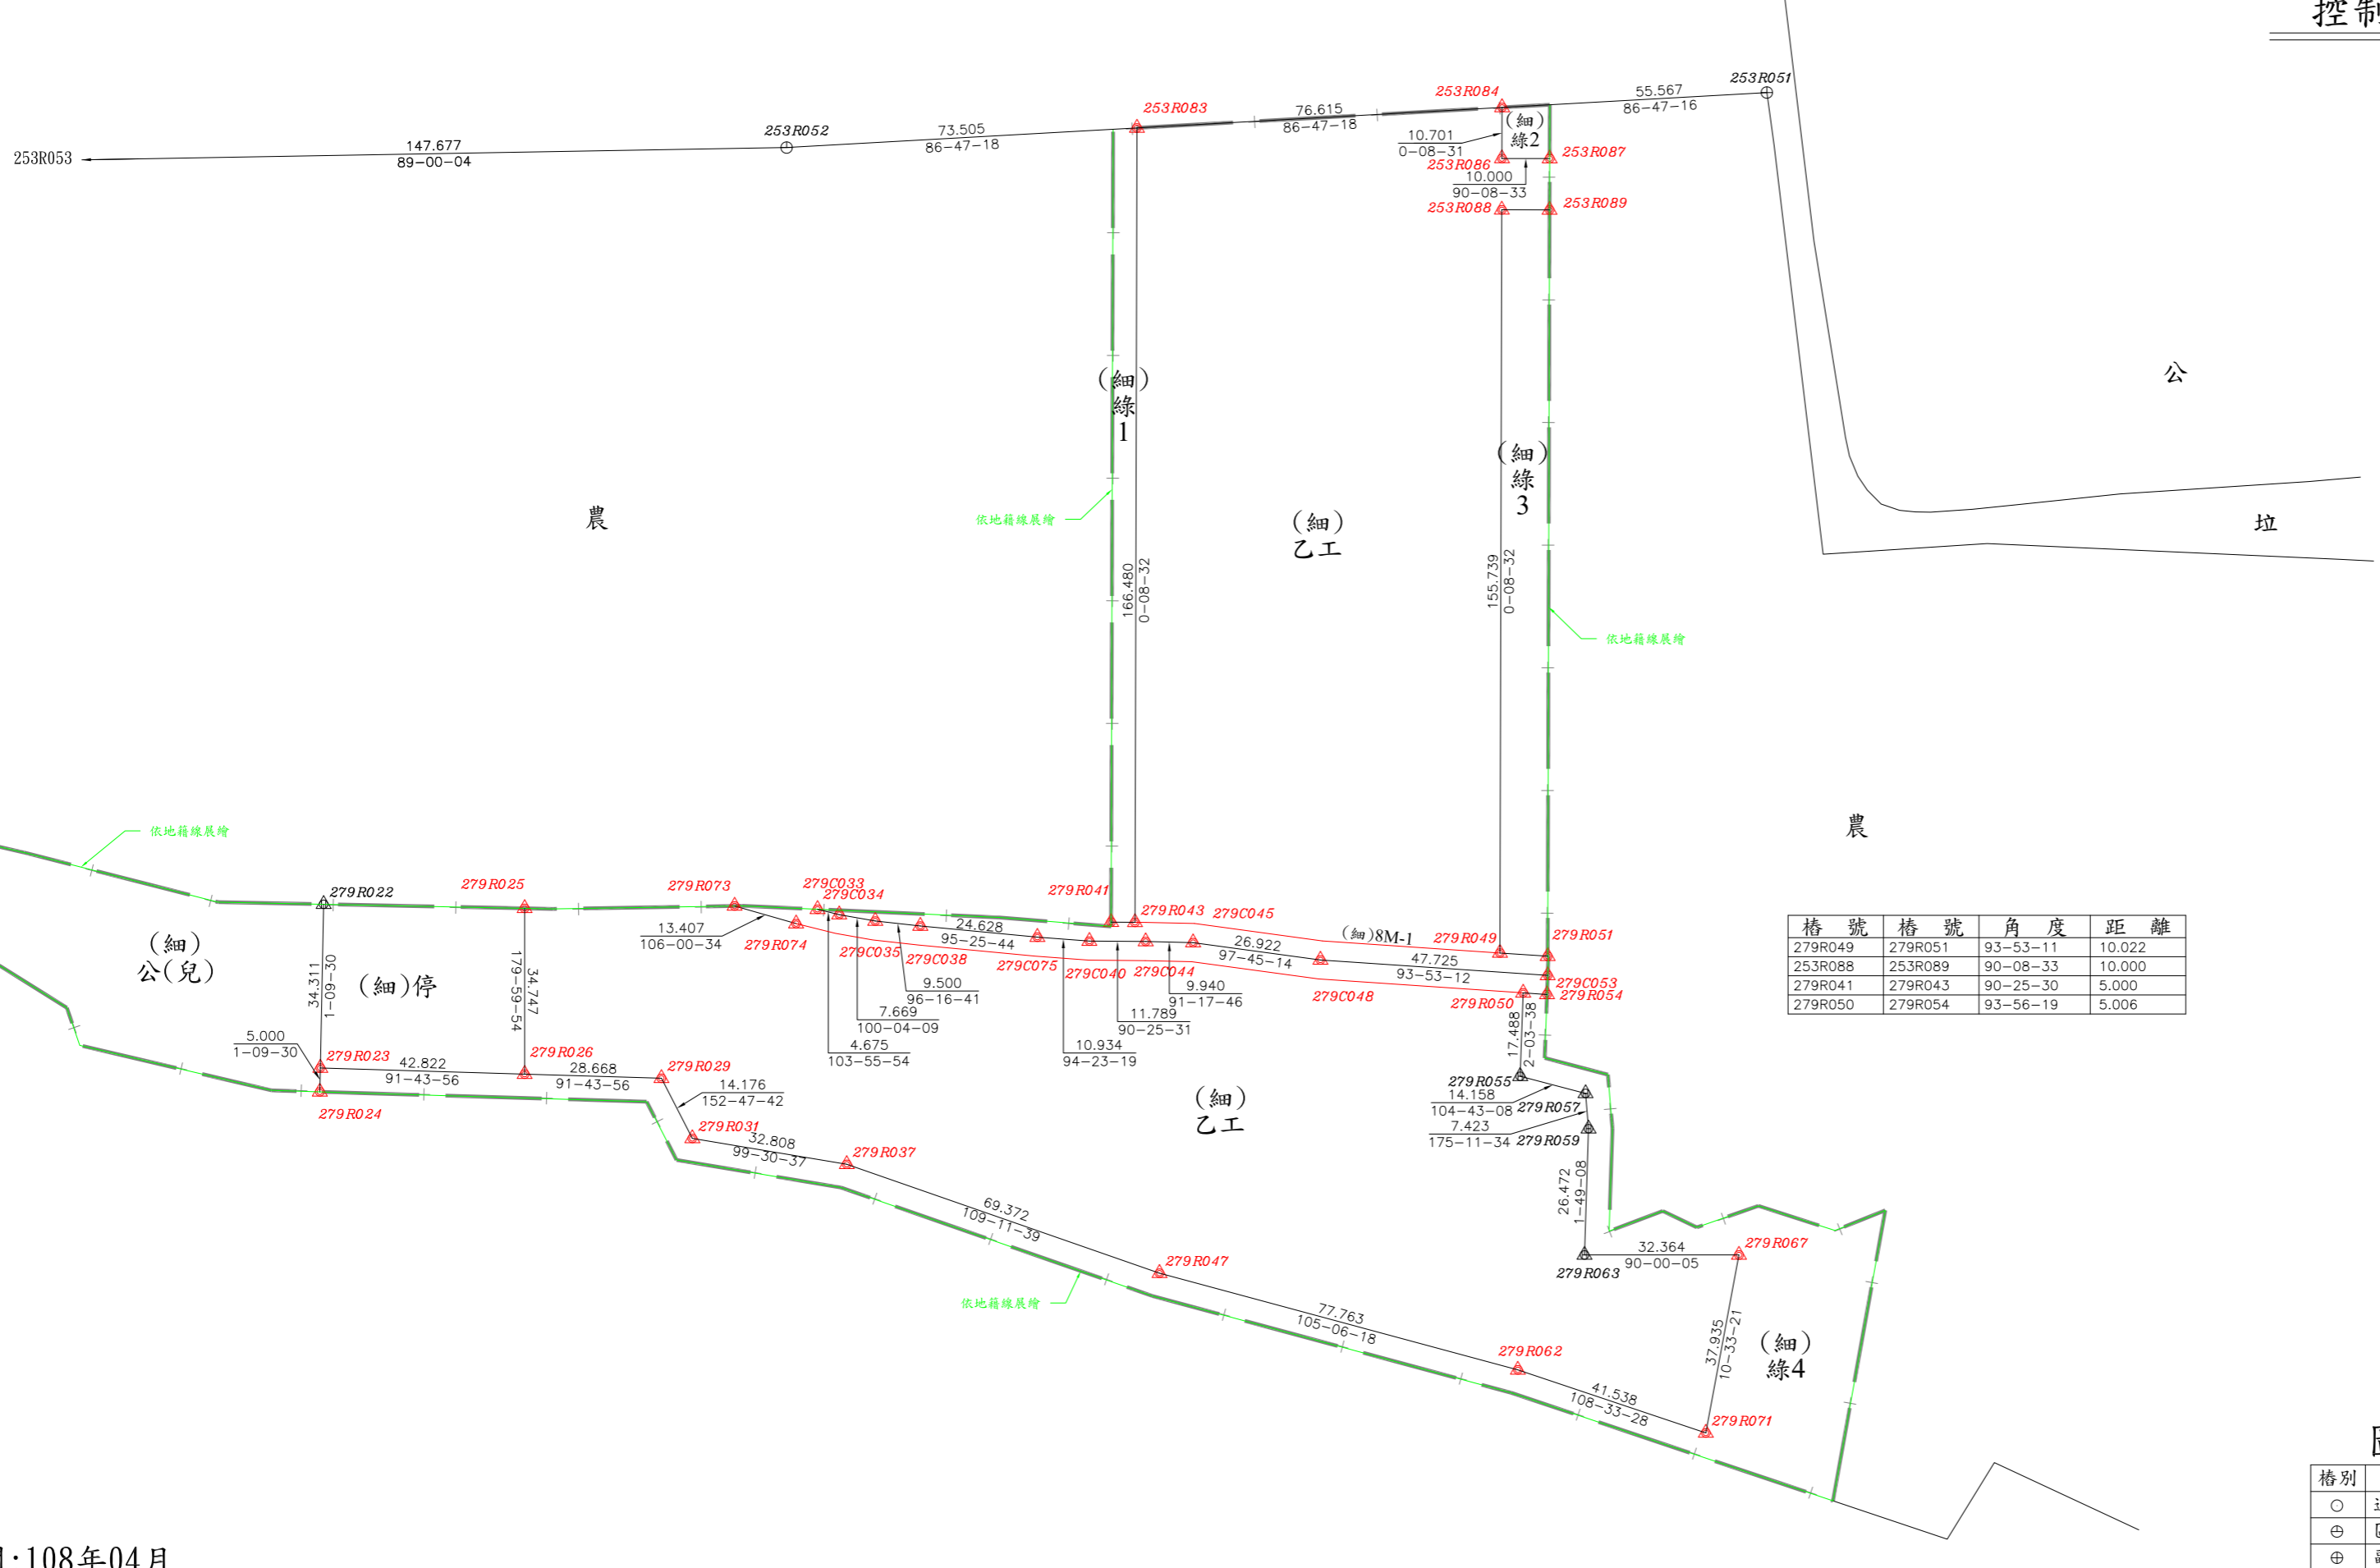 控制
253R051
253R084
55.567
86-47-16
253R083
76.615
86-47-18
(細)
綠2
253R052
73.505
86-47-18
10.701
0-08-31
147.677
89-00-04
253R053
253R086
253R087
10.000
90-08-33
253R088
253R089
(細)
綠
1
公
(細)
綠
3
農
依地籍線展繪
(細)
乙工
166.480
0-08-32
155.739
0-08-32
依地籍線展繪
農
依地籍線展繪
279R022
279R025
279R073
279C033
279C034
279R041
279R043
279C045
(細)8M-1
279R049
279R051
樁 號 樁 號 角 度 距 離
279R049 279R051 93-53-11 10.022
253R088 253R089 90-08-33 10.000
279R041 279R043 90-25-30 5.000
279R050 279R054 93-56-19 5.006
13.407
106-00-34
279R074
24.628
95-25-44
279C035
279C038
279C075
279C040
279C044
26.922
97-45-14
47.725
93-53-12
279C048
279C053
279R050
279R054
(細)
公(兒)
34.311
1-09-30
(細)停
34.747
179-59-54
9.500
96-16-41
9.940
91-17-46
7.669
100-04-09
11.789
90-25-31
4.675
103-55-54
10.934
94-23-19
17.488
2-03-38
5.000
1-09-30
279R023
42.822
91-43-56
279R026
28.668
91-43-56
279R029
279R024
14.176
152-47-42
279R055
14.158
104-43-08
279R057
7.423
175-11-34
279R059
(細)
乙工
279R031
32.808
99-30-37
279R037
26.472
1-49-08
69.372
109-11-39
279R047
32.364
90-00-05
279R067
279R063
依地籍線展繪
77.763
105-06-18
37.935
10-33-21
(細)
綠4
279R062
41.538
108-33-28
279R071
樁別
108年04月